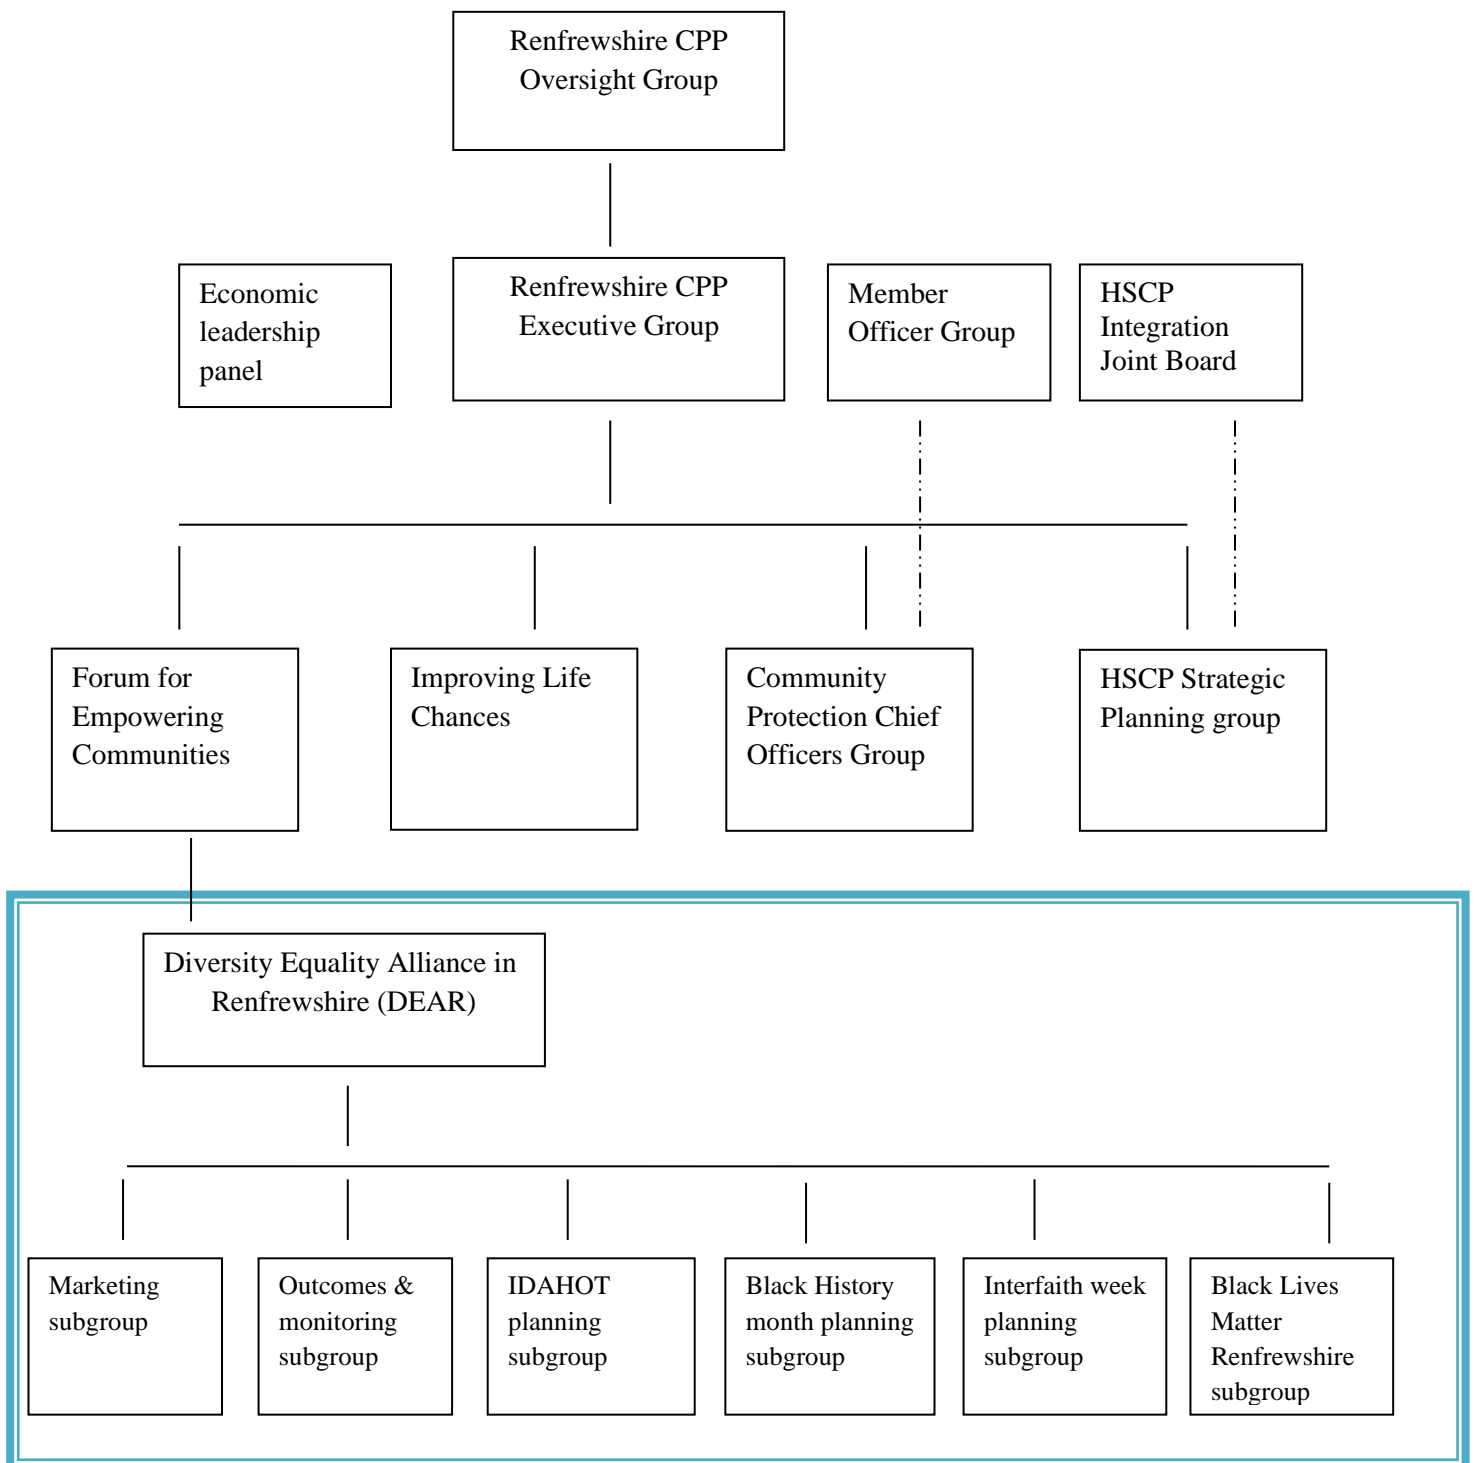 Renfrewshire CPP
Oversight Group
Economic
leadership
panel
Renfrewshire CPP
Executive Group
Member
Officer Group
HSCP
Integration
Joint Board
Forum for
Empowering
Communities
Improving Life
Chances
Community
Protection Chief
Officers Group
HSCP Strategic
Planning group
Diversity Equality Alliance in
Renfrewshire (DEAR)
Marketing
subgroup
Outcomes &
monitoring
subgroup
IDAHOT
planning
subgroup
Black History
month planning
subgroup
Interfaith week
planning
subgroup
Black Lives
Matter
Renfrewshire
subgroup